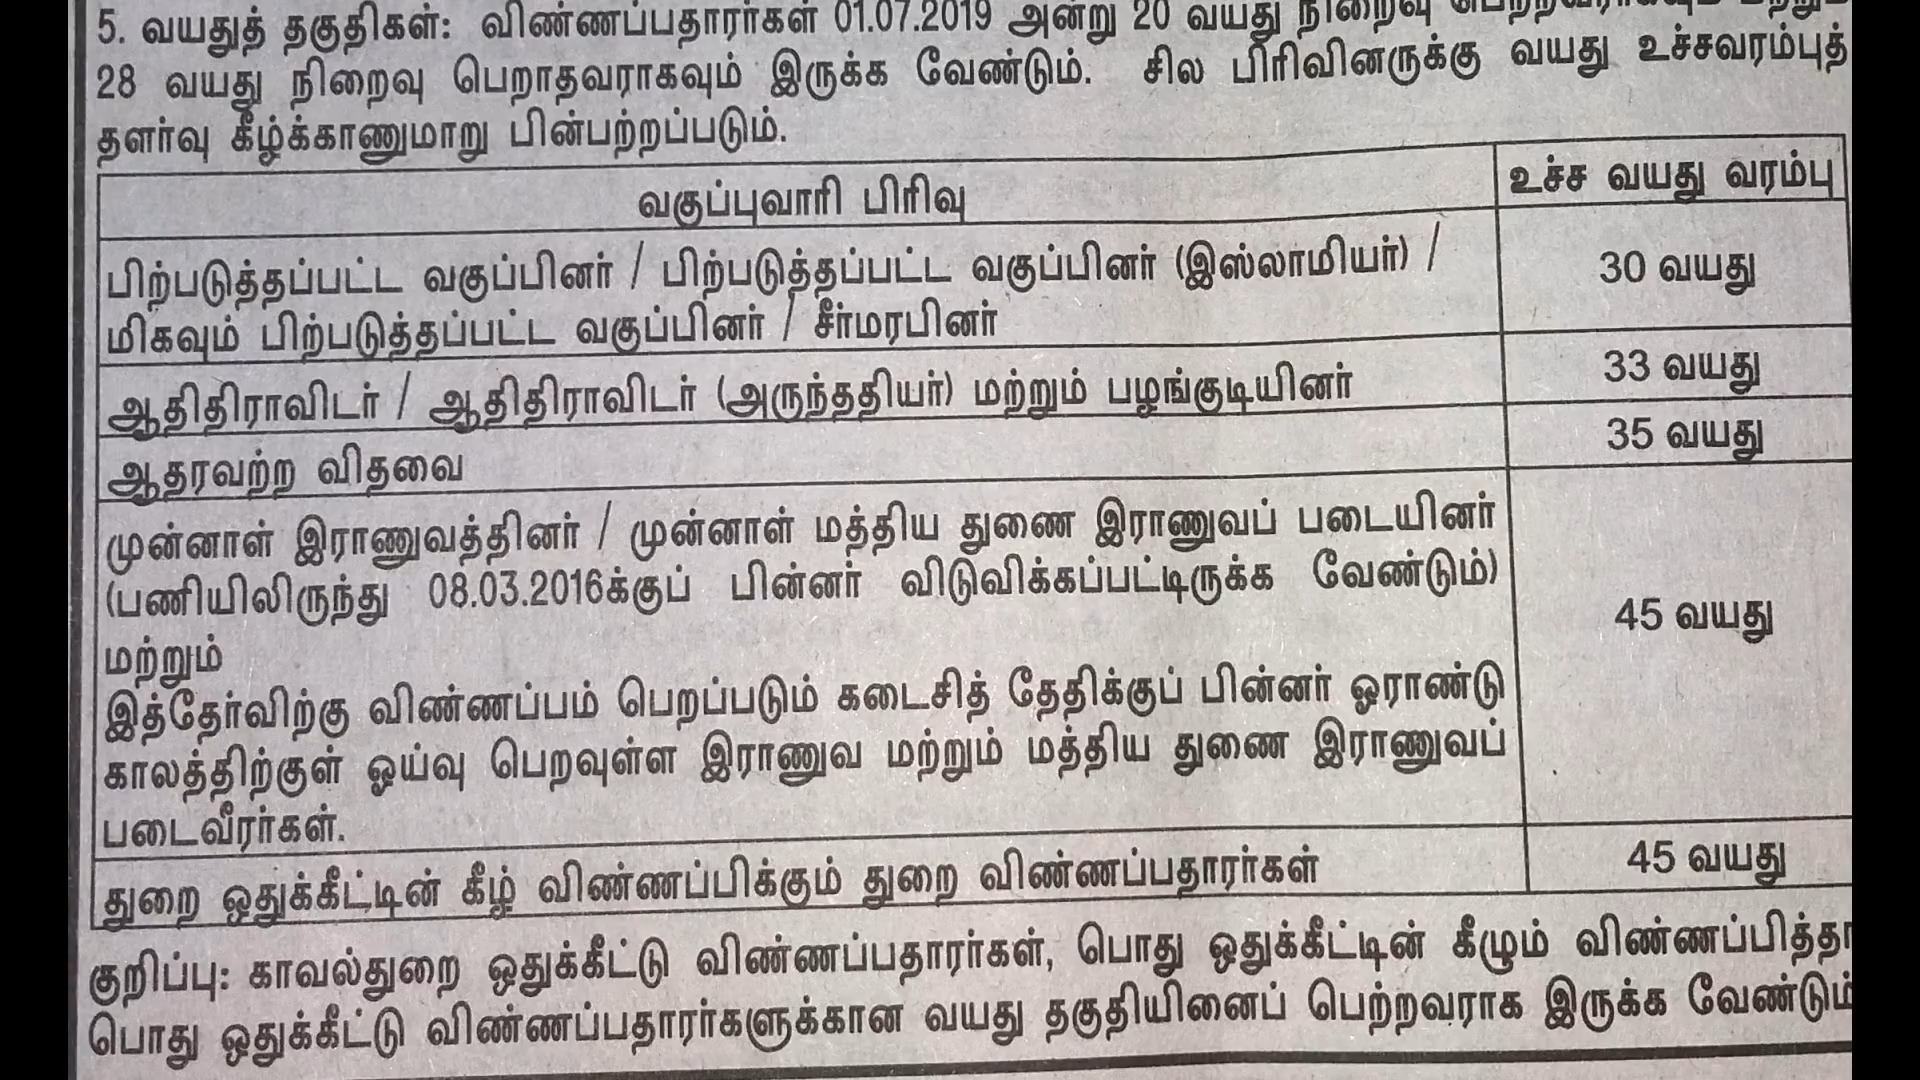 5. வயதுத் தகுதிகள்: விண்ணப்பதாரர்கள் 01.07.2019 அன்று 20 வயது நிறைவு பெற்றவராகவும் மற்றும்
28 வயது நிறைவு பெறாதவராகவும் இருக்க வேண்டும். சில பிரிவினருக்கு வயது உச்சவரம்புத்
தளர்வு கீழ்க்காணுமாறு பின்பற்றப்படும்.
வகுப்புவாரி பிரிவு உச்ச வயது வரம்பு
பிற்படுத்தப்பட்ட வகுப்பினர் / பிற்படுத்தப்பட்ட வகுப்பினர் (இஸ்லாமியர்) / 30 வயது
மிகவும் பிற்படுத்தப்பட்ட வகுப்பினர் / சீர்மரபினர்
ஆதிதிராவிடர் / ஆதிதிராவிடர் (அருந்ததியர்) மற்றும் பழங்குடியினர் 33 வயது
ஆதரவற்ற விதவை 35 வயது
முன்னாள் இராணுவத்தினர் / முன்னாள் மத்திய துணை இராணுவப் படையினர்
(பணியிலிருந்து 08.03.2016க்குப் பின்னர் விடுவிக்கப்பட்டிருக்க வேண்டும்) 45 வயது
மற்றும்
இத்தேர்விற்கு விண்ணப்பம் பெறப்படும் கடைசித் தேதிக்குப் பின்னர் ஓராண்டு
காலத்திற்குள் ஓய்வு பெறவுள்ள இராணுவ மற்றும் மத்திய துணை இராணுவப்
படைவீரர்கள்.
துறை ஒதுக்கீட்டின் கீழ் விண்ணப்பிக்கும் துறை விண்ணப்பதாரர்கள் 45 வயது
குறிப்பு: காவல்துறை ஒதுக்கீட்டு விண்ணப்பதாரர்கள், பொது ஒதுக்கீட்டின் கீழும் விண்ணப்பித்தா
பொது ஒதுக்கீட்டு விண்ணப்பதாரர்களுக்கான வயது தகுதியினைப் பெற்றவராக இருக்க வேண்டும்